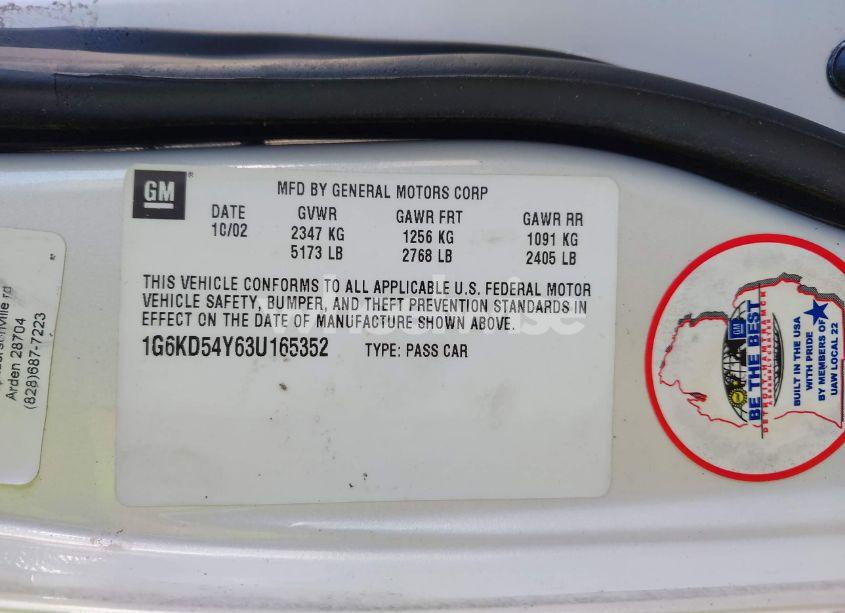 GM
MFD BY GENERAL MOTORS CORP
DATE GVWR GAWR FRT GAWR RR
10/02 2347 KG 1256 KG 1091 KG
5173 LB 2768 LB 2405 LB
THIS VEHICLE CONFORMS TO ALL APPLICABLE U.S. FEDERAL MOTOR
VEHICLE SAFETY, BUMPER, AND THEFT PREVENTION STANDARDS IN
EFFECT ON THE DATE OF MANUFACTURE SHOWN ABOVE.
1G6KD54Y63U165352 TYPE: PASS CAR
rd
Arden 28704
(828)687-7223
GM
BE THE BEST
BUILT IN THE USA
WITH PRIDE
BY MEMBERS OF
UAW LOCAL 22